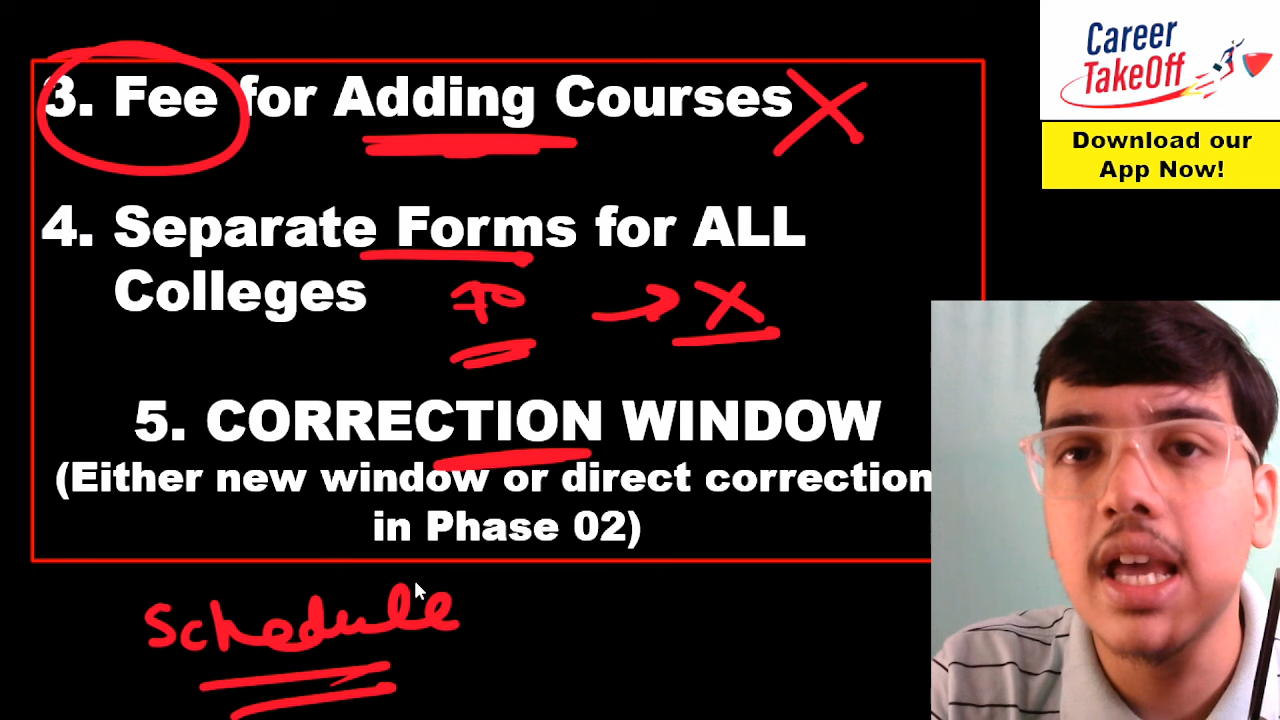 Career
TakeOff
Download our
App Now!
3. Fee for Adding Courses
4. Separate Forms for ALL
Colleges
5. CORRECTION WINDOW
(Either new window or direct correction
in Phase 02)
Schedule